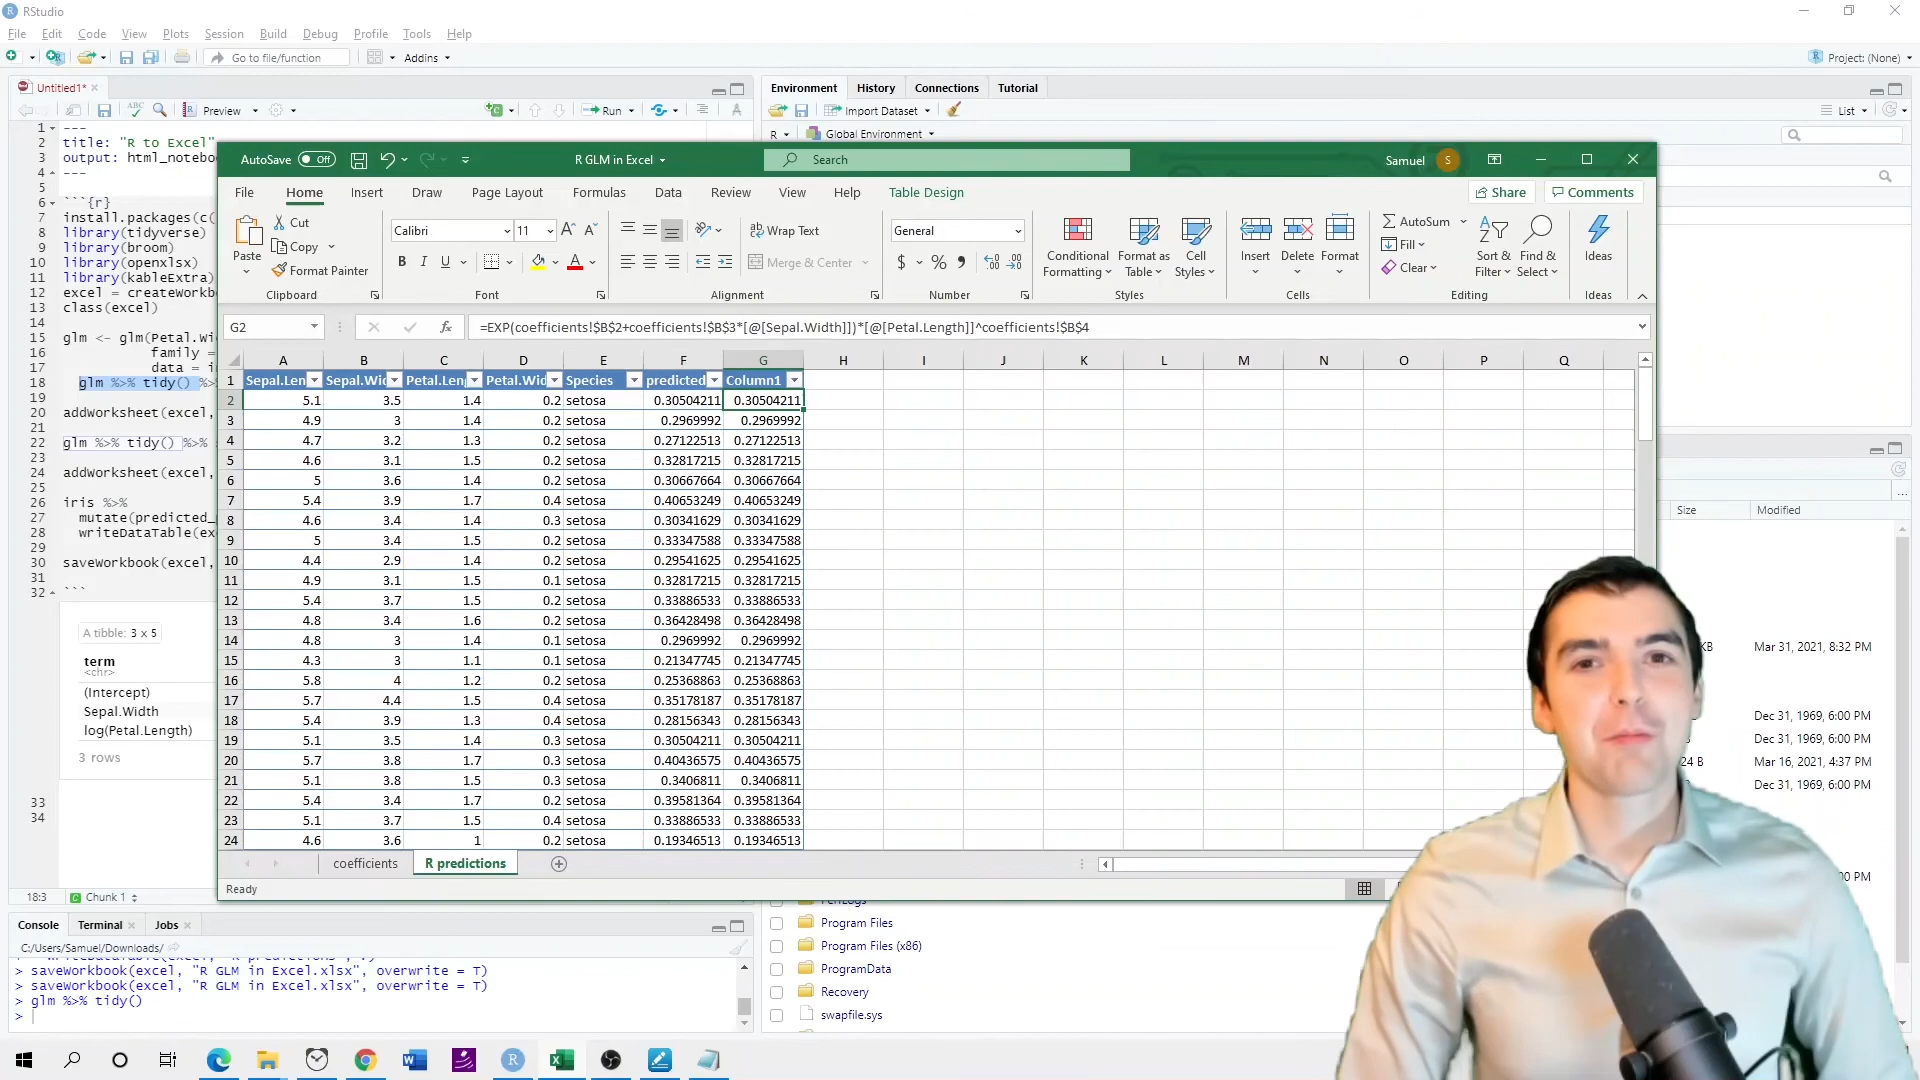 RStudio
File Edit Code View Plots Session Build Debug Profile Tools Help
Go to file/function Addins Project: (None)
Untitled1*
Environment History Connections Tutorial
Preview Run Import Dataset List
R Global Environment
1 ---
2 title: "R to Excel"
3 output: html_notebo
4 ---
5
6 ```{r}
7 install.packages(c(
8 library(tidyverse)
9 library(broom)
10 library(openxlsx)
11 library(kableExtra)
12 excel = createWorkb
13 class(excel)
14
15 glm <- glm(Petal.Wi
16 family =
17 data = i
18 glm %>% tidy() %>%
19
20 addWorksheet(excel,
21
22 glm %>% tidy() %>%
23
24 addWorksheet(excel,
25
26 iris %>%
27 mutate(predicted_
28 writeDataTable(ex
29
30 saveWorkbook(excel,
31
32 ```
A tibble: 3 x 5
term
<chr>
(Intercept)
Sepal.Width
log(Petal.Length)
3 rows
33
34
18:3 Chunk 1
AutoSave Off R GLM in Excel Search Samuel S
File Home Insert Draw Page Layout Formulas Data Review View Help Table Design Share Comments
Paste Cut Copy Format Painter Clipboard
Calibri 11 B I U A Font
Wrap Text Merge & Center Alignment
General $ % Number
Conditional Formatting Format as Table Cell Styles Styles
Insert Delete Format Cells
AutoSum Fill Clear Sort & Filter Find & Select Editing
Ideas Ideas
G2 fx =EXP(coefficients!$B$2+coefficients!$B$3*[@[Sepal.Width]])*[@[Petal.Length]]^coefficients!$B$4
A B C D E F G H I J K L M N O P Q
1 Sepal.Len Sepal.Wid Petal.Leng Petal.Wid Species predicted Column1
2 5.1 3.5 1.4 0.2 setosa 0.30504211 0.30504211
3 4.9 3 1.4 0.2 setosa 0.2969992 0.2969992
4 4.7 3.2 1.3 0.2 setosa 0.27122513 0.27122513
5 4.6 3.1 1.5 0.2 setosa 0.32817215 0.32817215
6 5 3.6 1.4 0.2 setosa 0.30667664 0.30667664
7 5.4 3.9 1.7 0.4 setosa 0.40653249 0.40653249
8 4.6 3.4 1.4 0.3 setosa 0.30341629 0.30341629
9 5 3.4 1.5 0.2 setosa 0.33347588 0.33347588
10 4.4 2.9 1.4 0.2 setosa 0.29541625 0.29541625
11 4.9 3.1 1.5 0.1 setosa 0.32817215 0.32817215
12 5.4 3.7 1.5 0.2 setosa 0.33886533 0.33886533
13 4.8 3.4 1.6 0.2 setosa 0.36428498 0.36428498
14 4.8 3 1.4 0.1 setosa 0.2969992 0.2969992
15 4.3 3 1.1 0.1 setosa 0.21347745 0.21347745
16 5.8 4 1.2 0.2 setosa 0.25368863 0.25368863
17 5.7 4.4 1.5 0.4 setosa 0.35178187 0.35178187
18 5.4 3.9 1.3 0.4 setosa 0.28156343 0.28156343
19 5.1 3.5 1.4 0.3 setosa 0.30504211 0.30504211
20 5.7 3.8 1.7 0.3 setosa 0.40436575 0.40436575
21 5.1 3.8 1.5 0.3 setosa 0.3406811 0.3406811
22 5.4 3.4 1.7 0.2 setosa 0.39581364 0.39581364
23 5.1 3.7 1.5 0.4 setosa 0.33886533 0.33886533
24 4.6 3.6 1 0.2 setosa 0.19346513 0.19346513
coefficients R predictions
Ready
Size Modified
KB Mar 31, 2021, 8:32 PM
Dec 31, 1969, 6:00 PM
Dec 31, 1969, 6:00 PM
24 B Mar 16, 2021, 4:37 PM
Dec 31, 1969, 6:00 PM
00 PM
PerfLogs
Program Files
Program Files (x86)
ProgramData
Recovery
swapfile.sys
Console Terminal Jobs
C:/Users/Samuel/Downloads/
> saveWorkbook(excel, "R GLM in Excel.xlsx", overwrite = T)
> saveWorkbook(excel, "R GLM in Excel.xlsx", overwrite = T)
> glm %>% tidy()
>